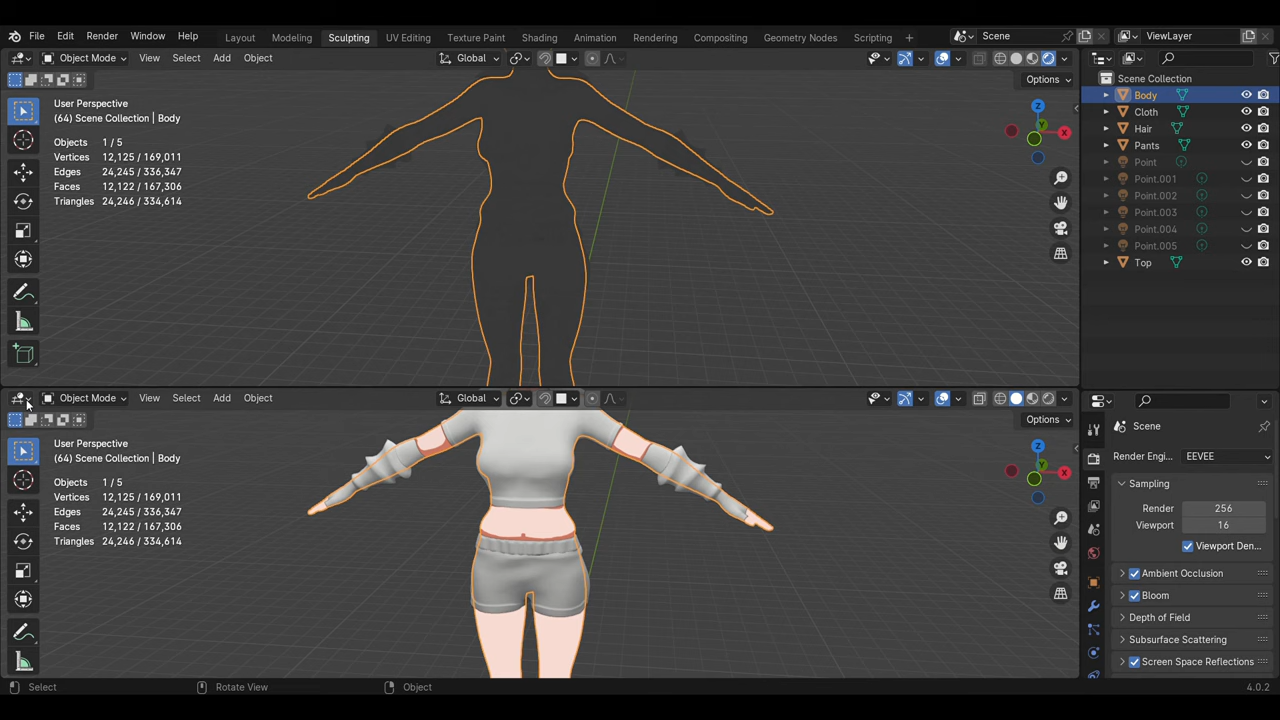 File Edit Render Window Help Layout Modeling Sculpting UV Editing Texture Paint Shading Animation Rendering Compositing Geometry Nodes Scripting Scene ViewLayer
Object Mode View Select Add Object Global
Options
User Perspective
(64) Scene Collection | Body
Objects 1 / 5
Vertices 12,125 / 169,011
Edges 24,245 / 336,347
Faces 12,122 / 167,306
Triangles 24,246 / 334,614
Z
Y
X
Scene Collection
Body
Cloth
Hair
Pants
Point
Point.001
Point.002
Point.003
Point.004
Point.005
Top
Object Mode View Select Add Object Global
Options
User Perspective
(64) Scene Collection | Body
Objects 1 / 5
Vertices 12,125 / 169,011
Edges 24,245 / 336,347
Faces 12,122 / 167,306
Triangles 24,246 / 334,614
Z
Y
X
Scene
Render Engi... EEVEE
Sampling
Render 256
Viewport 16
Viewport Den...
Ambient Occlusion
Bloom
Depth of Field
Subsurface Scattering
Screen Space Reflections
Select Rotate View Object 4.0.2